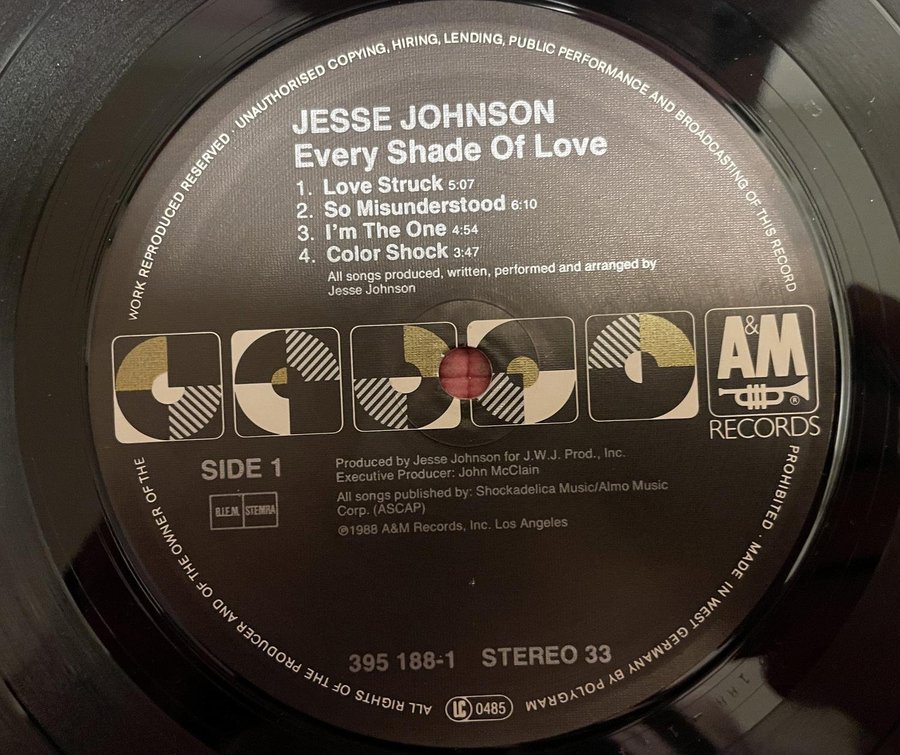 JESSE JOHNSON
Every Shade Of Love
1. Love Struck 5:07
2. So Misunderstood 6:10
3. I'm The One 4:54
4. Color Shock 3:47
All songs produced, written, performed and arranged by
Jesse Johnson
A&M
®
RECORDS
SIDE 1
B.I.E.M. STEMRA
Produced by Jesse Johnson for J.W.J. Prod., Inc.
Executive Producer: John McClain
All songs published by: Shockadelica Music/Almo Music
Corp. (ASCAP)
℗1988 A&M Records, Inc. Los Angeles
395 188-1 STEREO 33
LC 0485
ALL RIGHTS OF THE PRODUCER AND OF THE OWNER OF THE WORK REPRODUCED RESERVED · UNAUTHORISED COPYING, HIRING, LENDING, PUBLIC PERFORMANCE AND BROADCASTING OF THIS RECORD PROHIBITED · MADE IN WEST GERMANY BY POLYGRAM